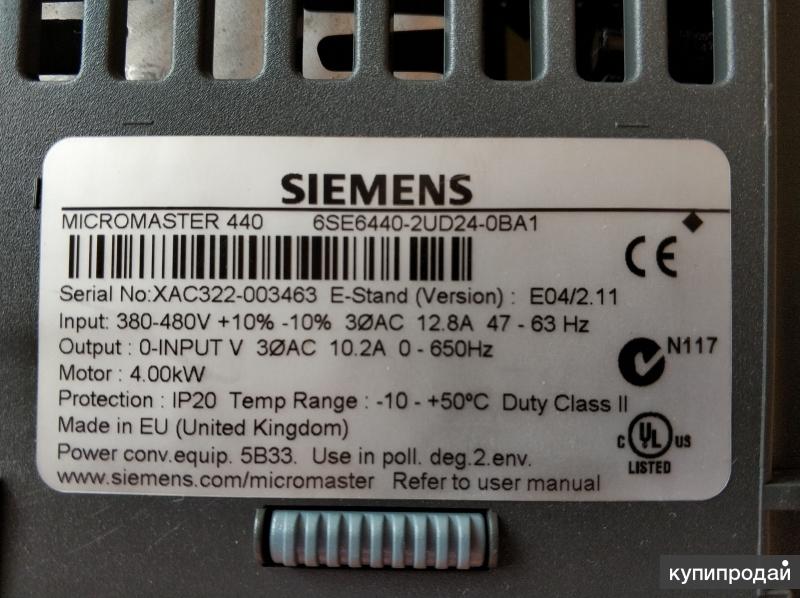 SIEMENS
MICROMASTER 440 6SE6440-2UD24-0BA1
Serial No:XAC322-003463 E-Stand (Version) : E04/2.11
Input: 380-480V +10% -10% 3ØAC 12.8A 47 - 63 Hz
Output : 0-INPUT V 3ØAC 10.2A 0 - 650Hz
Motor : 4.00kW
Protection : IP20 Temp Range : -10 - +50°C Duty Class II
Made in EU (United Kingdom)
Power conv.equip. 5B33. Use in poll. deg.2.env.
www.siemens.com/micromaster Refer to user manual
CE
N117
C UL US
LISTED
купипродай